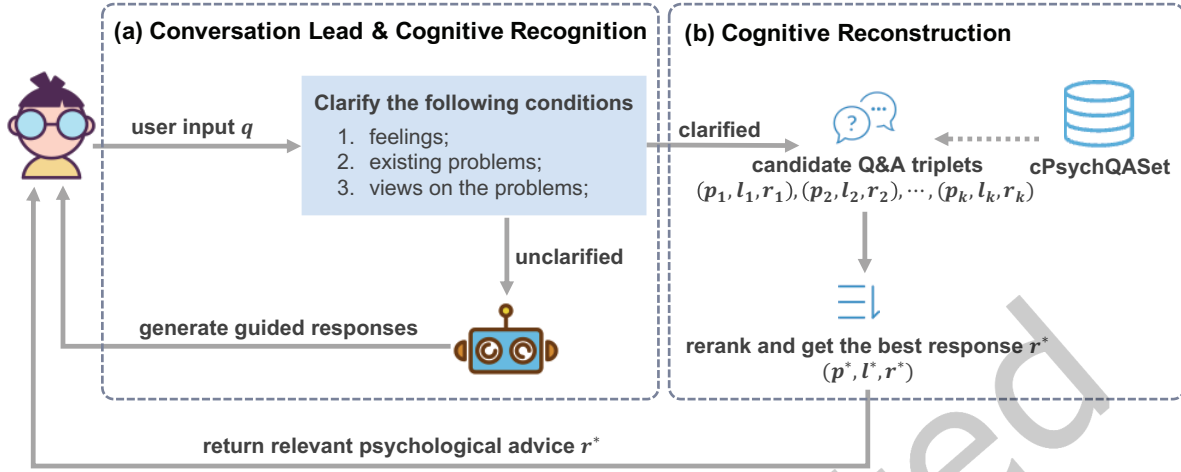 (a) Conversation Lead & Cognitive Recognition
(b) Cognitive Reconstruction
Clarify the following conditions
1. feelings;
2. existing problems;
3. views on the problems;
user input q
clarified
? ...
candidate Q&A triplets
cPsychQASet
(p₁, l₁, r₁), (p₂, l₂, r₂), ⋯ , (pₖ, lₖ, rₖ)
unclarified
generate guided responses
rerank and get the best response r*
(p*, l*, r*)
return relevant psychological advice r*